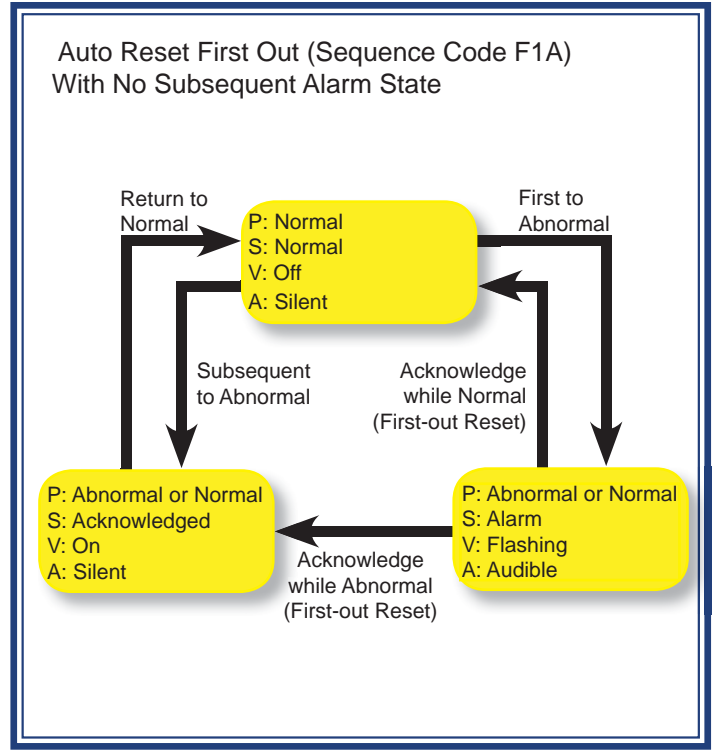 Auto Reset First Out (Sequence Code F1A)
With No Subsequent Alarm State
Return to
Normal
First to
Abnormal
P: Normal
S: Normal
V: Off
A: Silent
Subsequent
to Abnormal
Acknowledge
while Normal
(First-out Reset)
P: Abnormal or Normal
S: Acknowledged
V: On
A: Silent
Acknowledge
while Abnormal
(First-out Reset)
P: Abnormal or Normal
S: Alarm
V: Flashing
A: Audible